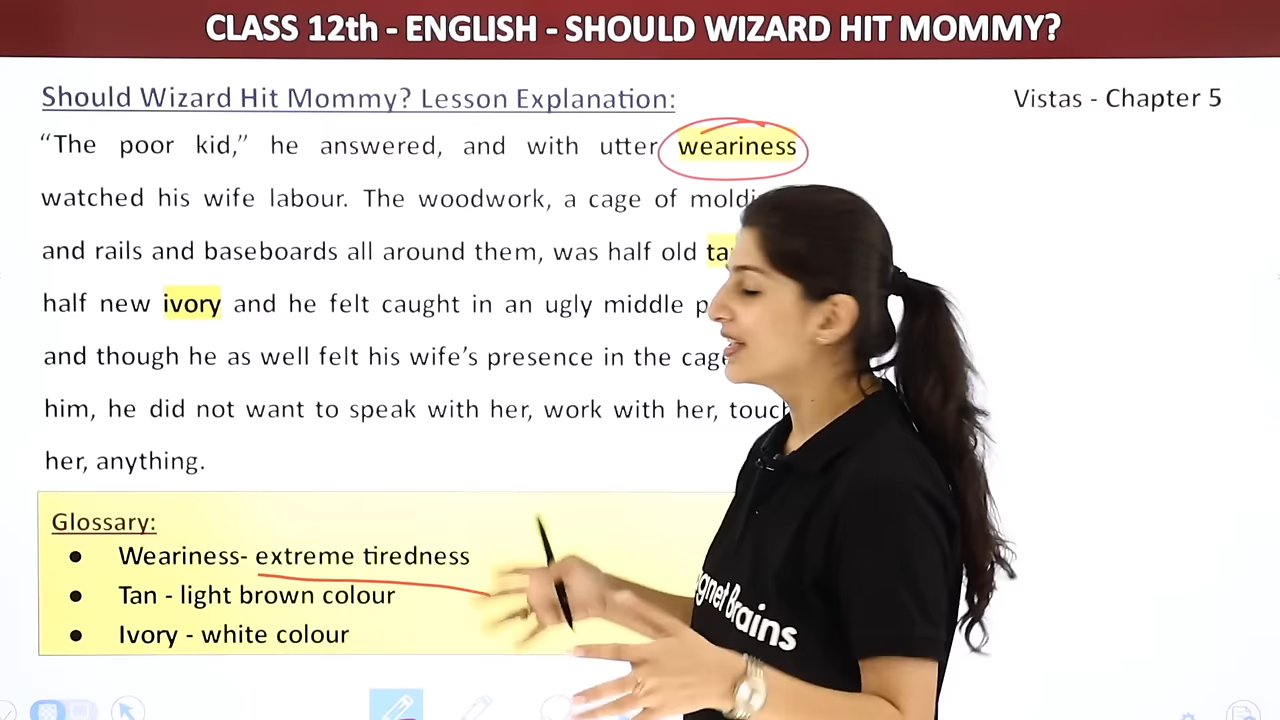 CLASS 12th - ENGLISH - SHOULD WIZARD HIT MOMMY?
Should Wizard Hit Mommy? Lesson Explanation:
Vistas - Chapter 5
“The poor kid,” he answered, and with utter weariness
watched his wife labour. The woodwork, a cage of
and rails and baseboards all around them, was half old
half new ivory and he felt caught in an ugly middle
and though he as well felt his wife’s presence in the
him, he did not want to speak with her, work with her, touch
her, anything.
Glossary:
● Weariness- extreme tiredness
● Tan - light brown colour
● Ivory - white colour
Brains